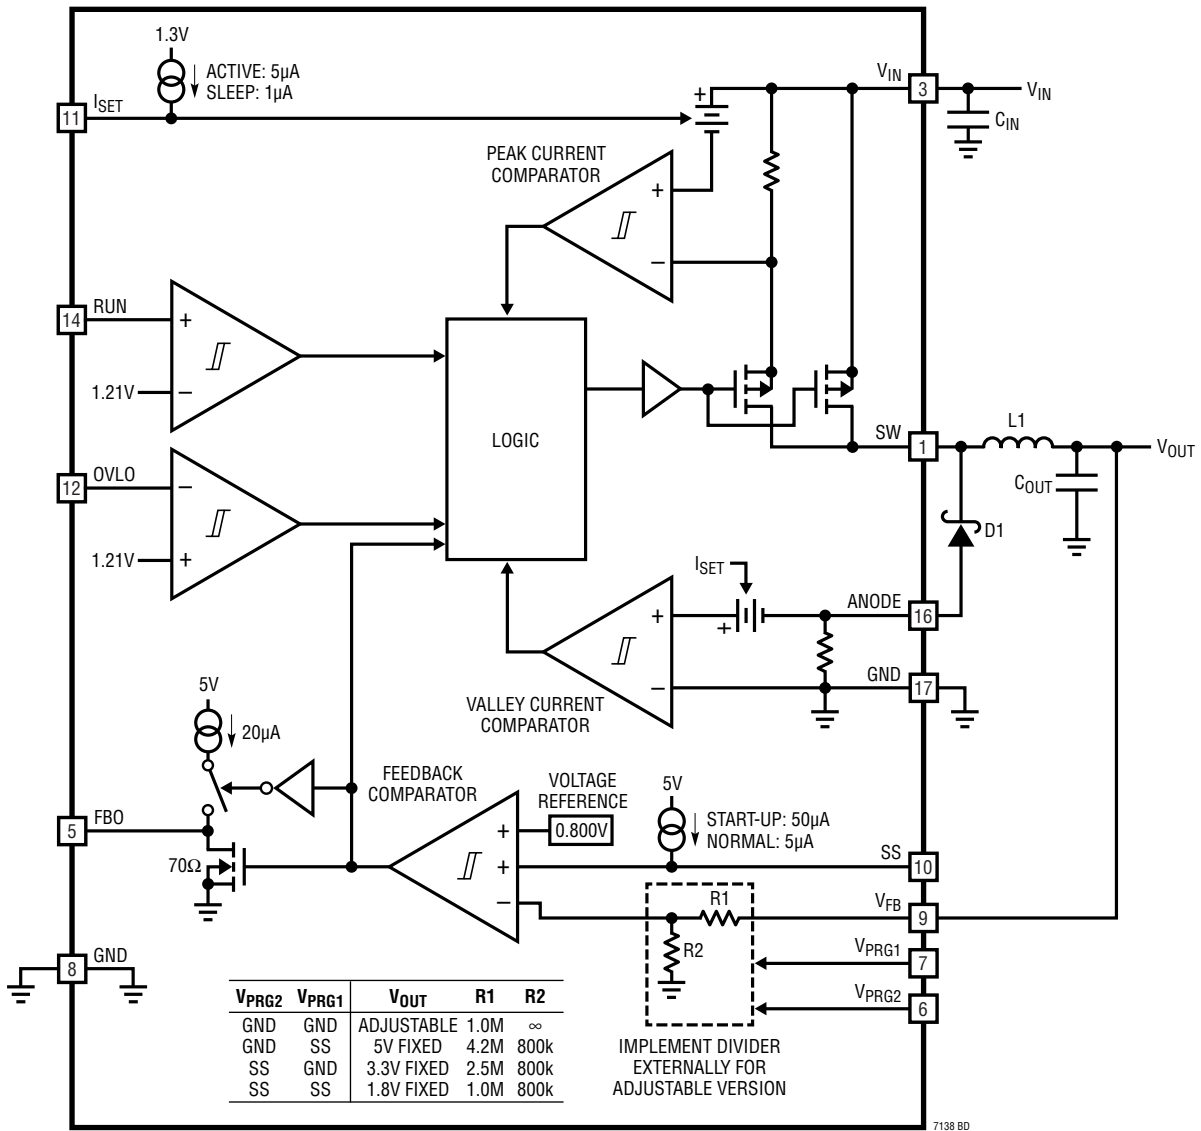 1.3V
ACTIVE: 5µA
SLEEP: 1µA
ISET
11
+
VIN
3
VIN
CIN
PEAK CURRENT
COMPARATOR
+
–
RUN
14
+
1.21V
–
OVLO
12
–
1.21V
+
LOGIC
SW
1
L1
VOUT
COUT
D1
ISET
+
ANODE
16
+
–
GND
17
VALLEY CURRENT
COMPARATOR
5V
20µA
FEEDBACK
COMPARATOR
VOLTAGE
REFERENCE
0.800V
5V
START-UP: 50µA
NORMAL: 5µA
FBO
5
70Ω
+
+
–
SS
10
R1
VFB
9
R2
VPRG1
7
VPRG2
6
GND
8
IMPLEMENT DIVIDER
EXTERNALLY FOR
ADJUSTABLE VERSION
VPRG2 VPRG1 VOUT R1 R2
GND GND ADJUSTABLE 1.0M ∞
GND SS 5V FIXED 4.2M 800k
SS GND 3.3V FIXED 2.5M 800k
SS SS 1.8V FIXED 1.0M 800k
7138 BD